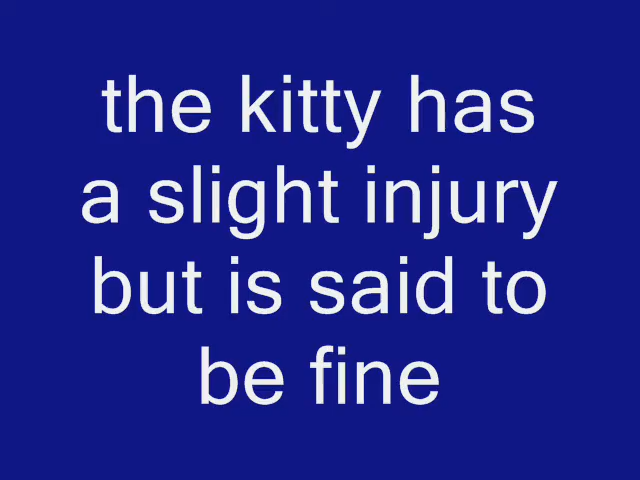 the kitty has
a slight injury
but is said to
be fine